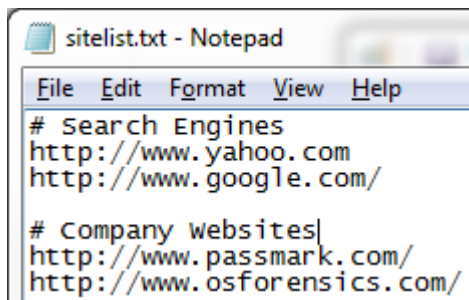 sitelist.txt - Notepad
File Edit Format View Help
# Search Engines
http://www.yahoo.com
http://www.google.com/

# Company Websites
http://www.passmark.com/
http://www.osforensics.com/